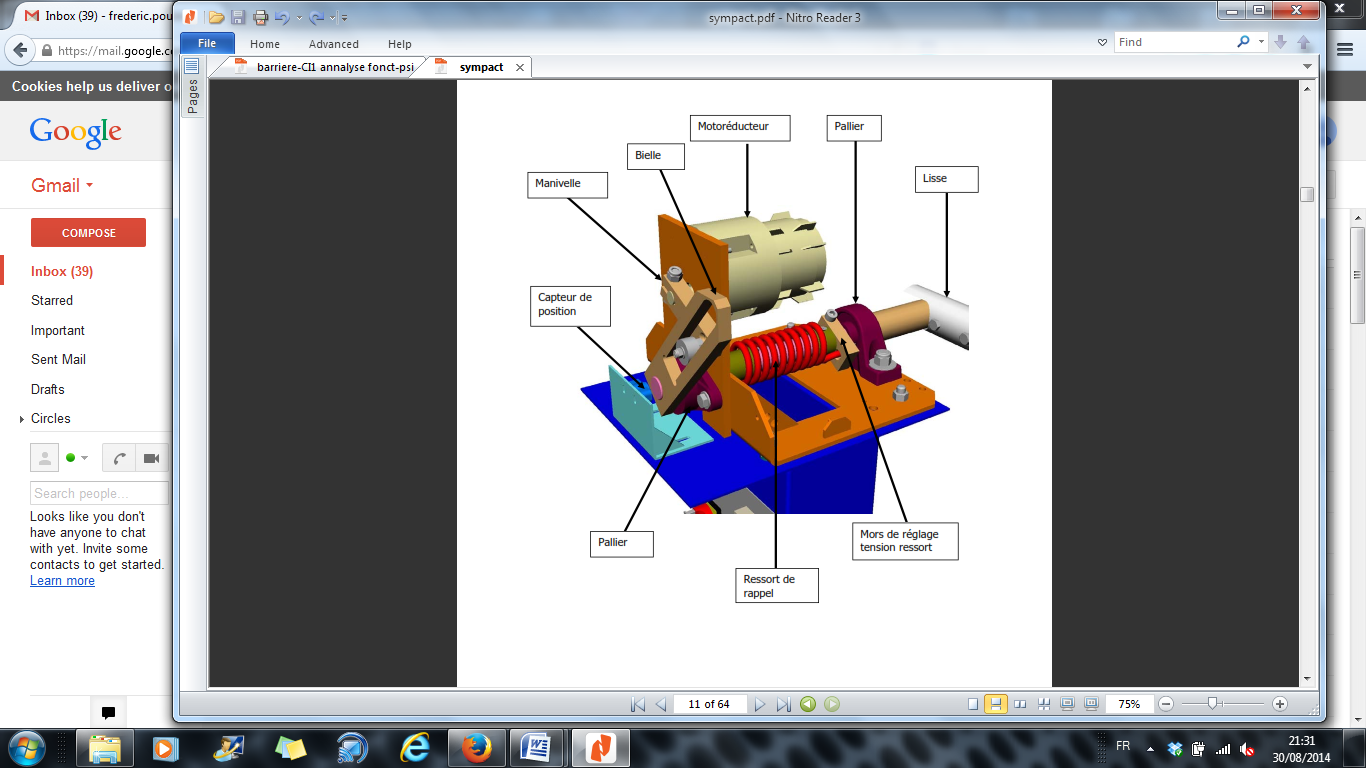 Inbox (39) - frederic.pou
https://mail.google.c
Cookies help us deliver o
Google
Gmail
COMPOSE
Inbox (39)
Starred
Important
Sent Mail
Drafts
Circles
Search people...
Looks like you don't
have anyone to chat
with yet. Invite some
contacts to get started.
Learn more
sympact.pdf - Nitro Reader 3
File
Home
Advanced
Help
Find
barriere-CI1 annalyse fonct-psi
sympact
Pages
Motoréducteur
Pallier
Bielle
Lisse
Manivelle
Capteur de
position
Pallier
Mors de réglage
tension ressort
Ressort de
rappel
11 of 64
75%
FR
21:31
30/08/2014